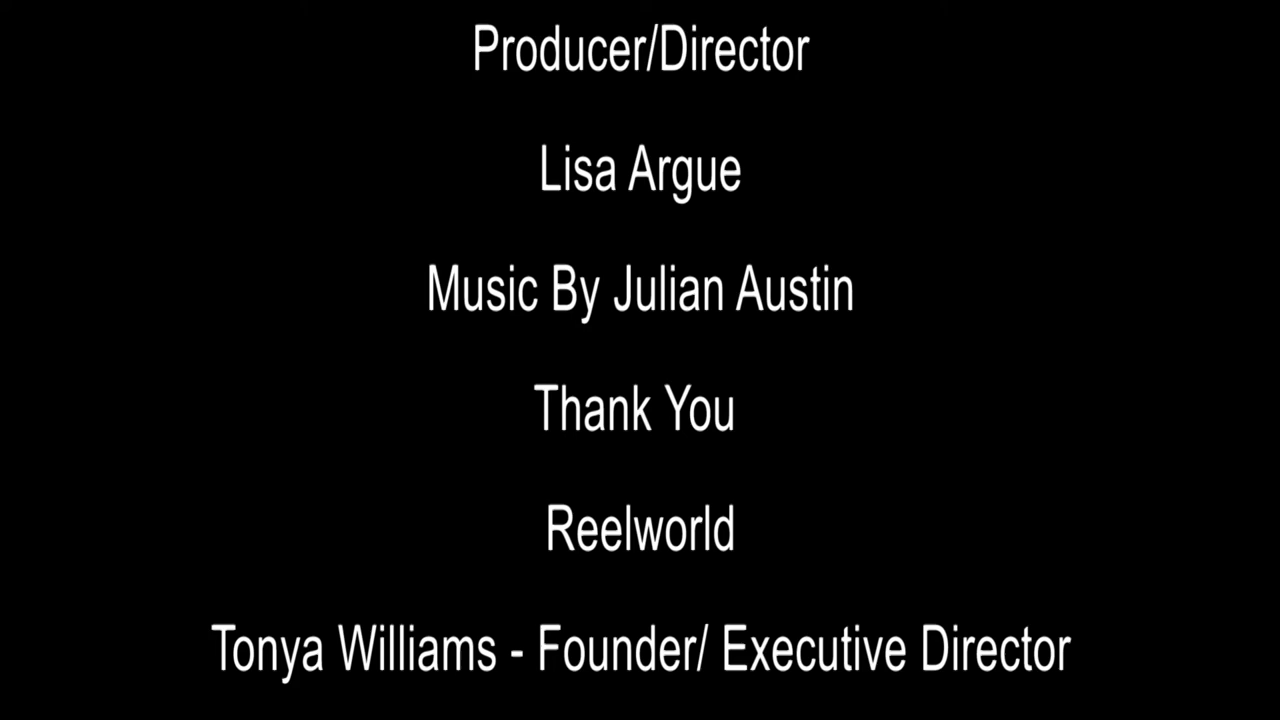 Producer/Director
Lisa Argue
Music By Julian Austin
Thank You
Reelworld
Tonya Williams - Founder/ Executive Director